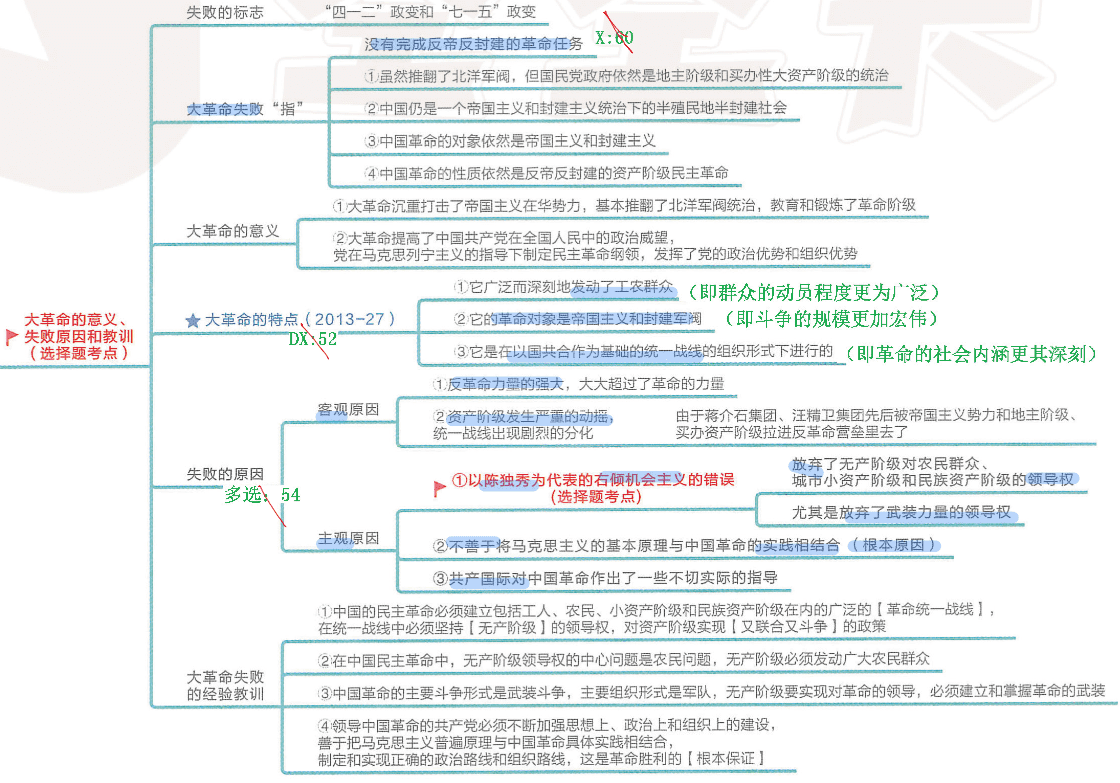 失败的标志
“四一二”政变和“七一五”政变
没有完成反帝反封建的革命任务
X:60
大革命失败“指”
①虽然推翻了北洋军阀，但国民党政府依然是地主阶级和买办性大资产阶级的统治
②中国仍是一个帝国主义和封建主义统治下的半殖民地半封建社会
③中国革命的对象依然是帝国主义和封建主义
④中国革命的性质依然是反帝反封建的资产阶级民主革命
大革命的意义
①大革命沉重打击了帝国主义在华势力，基本推翻了北洋军阀统治，教育和锻炼了革命阶级
②大革命提高了中国共产党在全国人民中的政治威望，
党在马克思列宁主义的指导下制定民主革命纲领，发挥了党的政治优势和组织优势
大革命的意义、
失败原因和教训
（选择题考点）
★大革命的特点（2013-27）
DX:52
①它广泛而深刻地发动了工农群众
（即群众的动员程度更为广泛）
②它的革命对象是帝国主义和封建军阀
（即斗争的规模更加宏伟）
③它是在以国共合作为基础的统一战线的组织形式下进行的
（即革命的社会内涵更其深刻）
失败的原因
多选：54
客观原因
①反革命力量的强大，大大超过了革命的力量
②资产阶级发生严重的动摇，
统一战线出现剧烈的分化
由于蒋介石集团、汪精卫集团先后被帝国主义势力和地主阶级、
买办资产阶级拉进反革命营垒里去了
主观原因
①以陈独秀为代表的右倾机会主义的错误
（选择题考点）
放弃了无产阶级对农民群众、
城市小资产阶级和民族资产阶级的领导权
尤其是放弃了武装力量的领导权
②不善于将马克思主义的基本原理与中国革命的实践相结合（根本原因）
③共产国际对中国革命作出了一些不切实际的指导
大革命失败
的经验教训
①中国的民主革命必须建立包括工人、农民、小资产阶级和民族资产阶级在内的广泛的【革命统一战线】，
在统一战线中必须坚持【无产阶级】的领导权，对资产阶级实现【又联合又斗争】的政策
②在中国民主革命中，无产阶级领导权的中心问题是农民问题，无产阶级必须发动广大农民群众
③中国革命的主要斗争形式是武装斗争，主要组织形式是军队，无产阶级要实现对革命的领导，必须建立和掌握革命的武装
④领导中国革命的共产党必须不断加强思想上、政治上和组织上的建设，
善于把马克思主义普遍原理与中国革命具体实践相结合，
制定和实现正确的政治路线和组织路线，这是革命胜利的【根本保证】